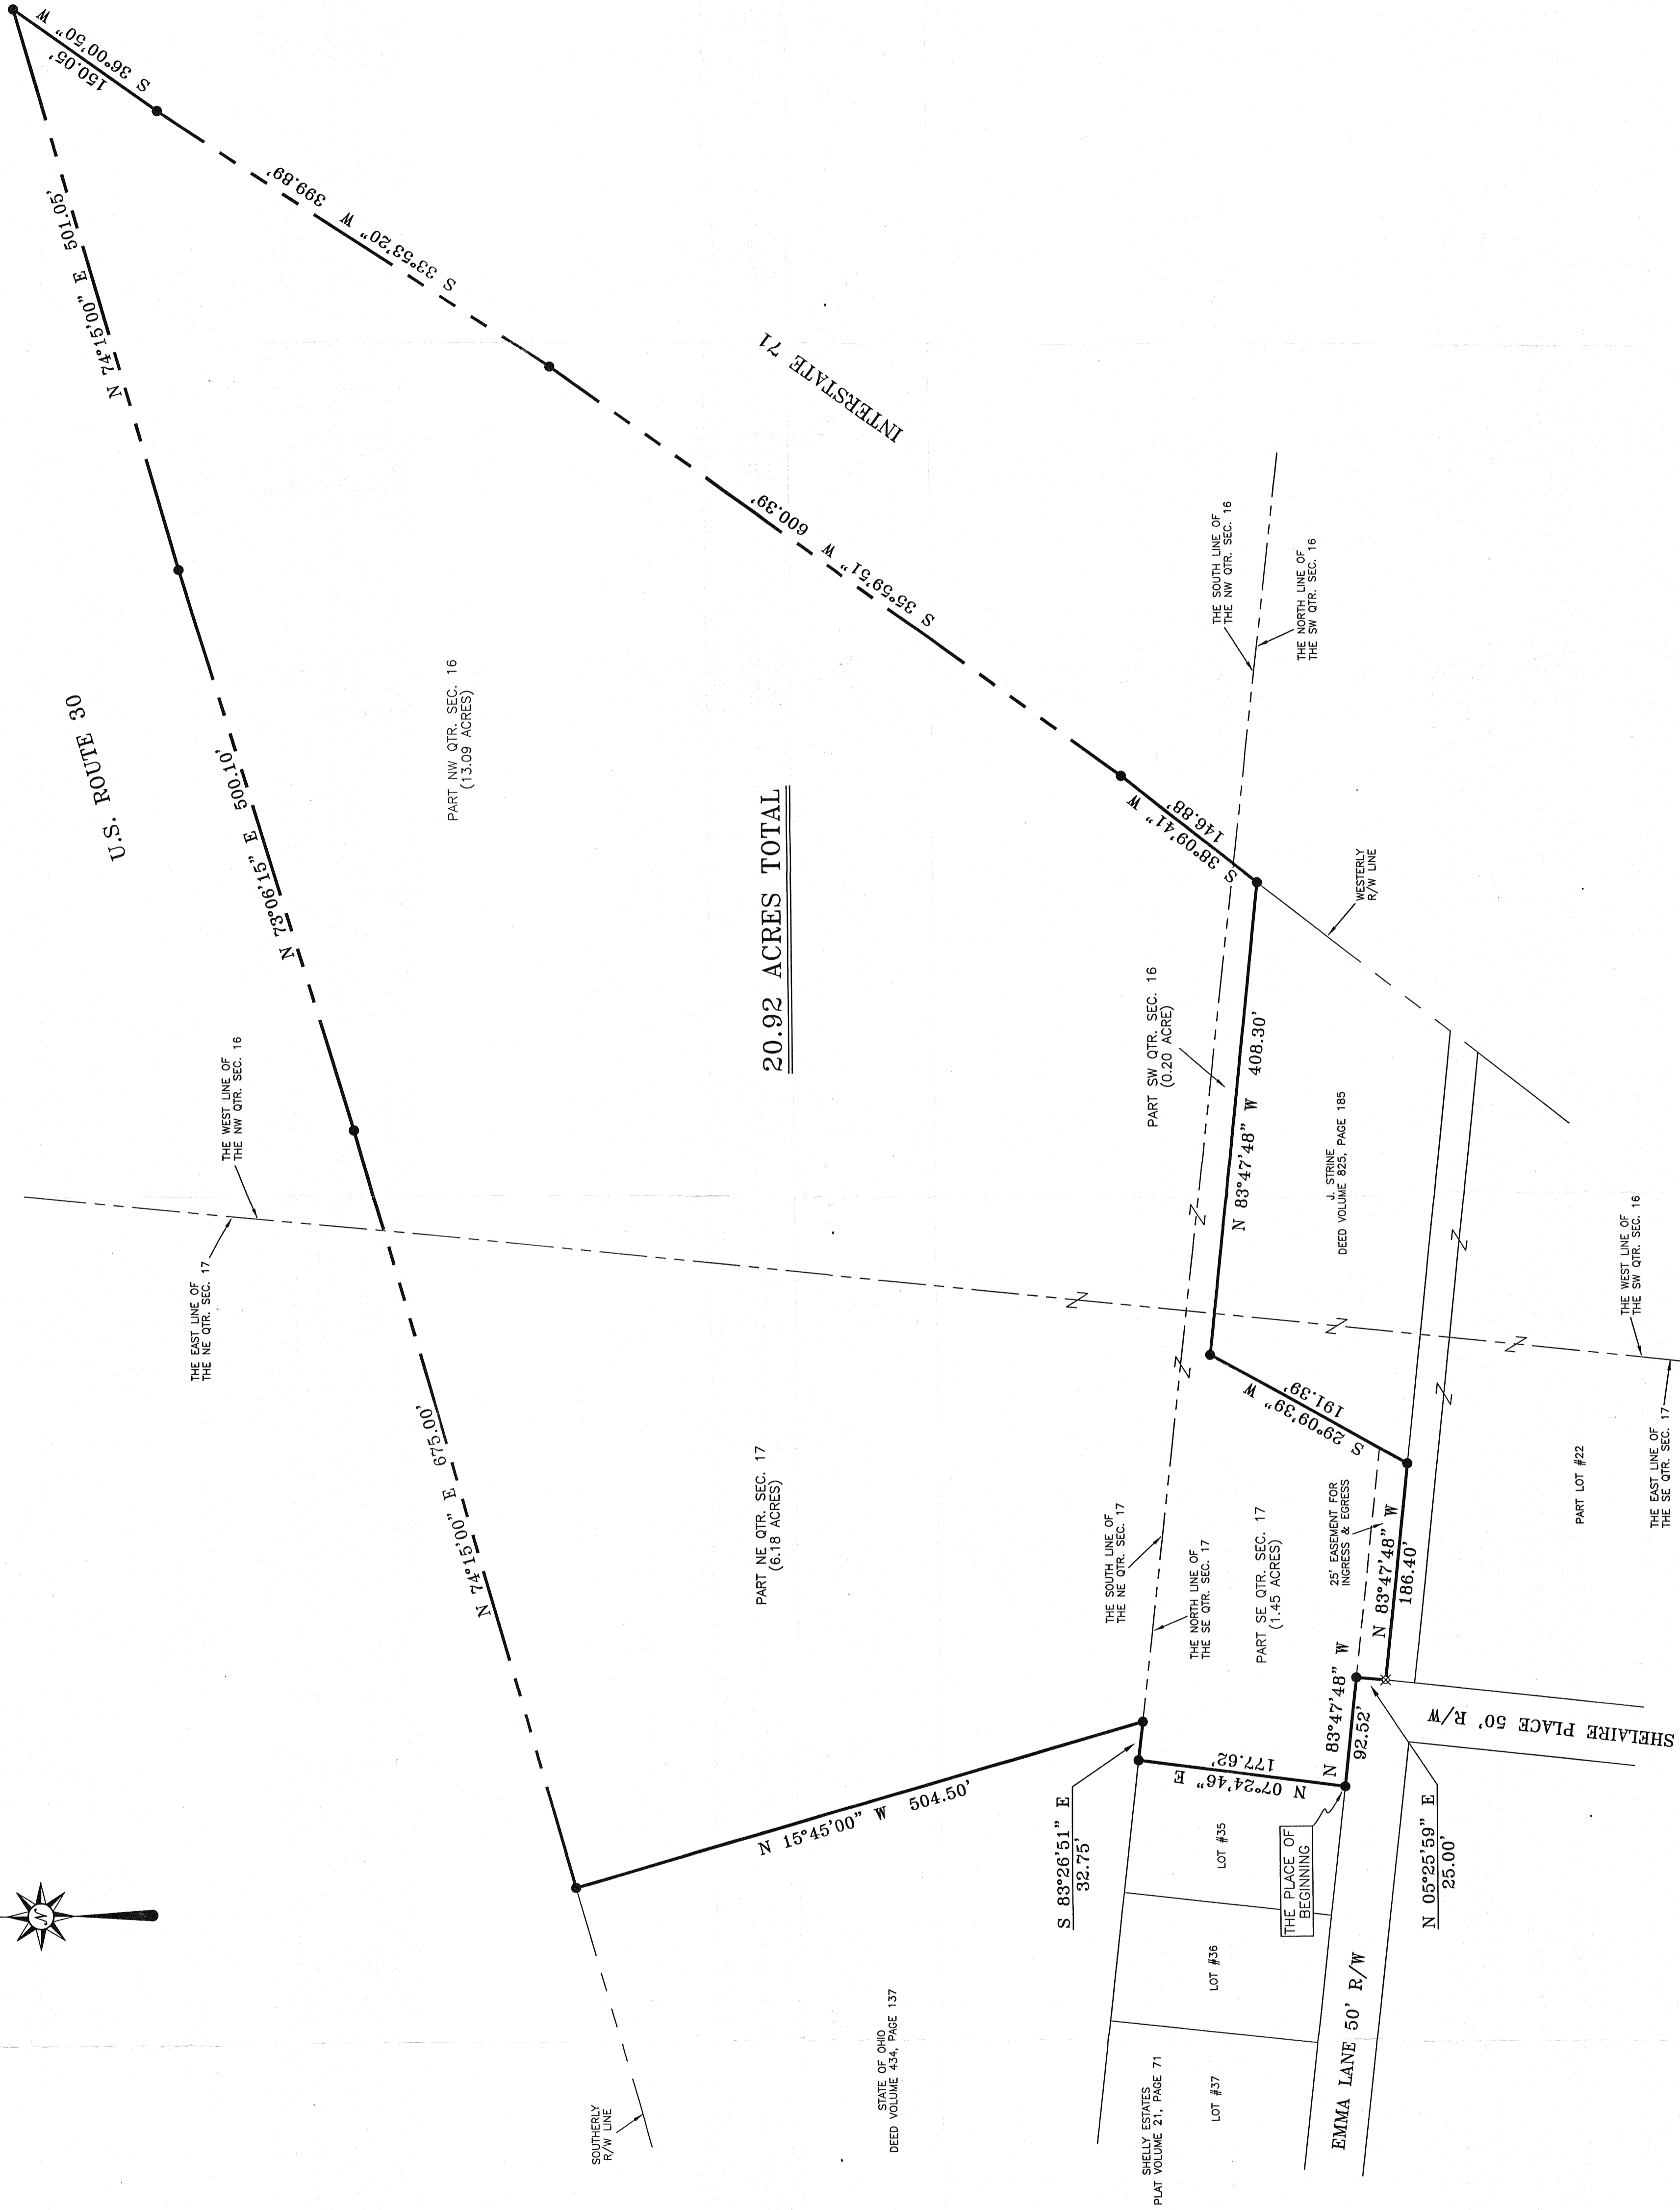 N
U.S. ROUTE 30
N 74°15'00" E 675.00'
N 73°06'15" E 500.10'
N 74°15'00" E 501.05'
S 36°00'50" W
150.05'
S 33°53'20" W 399.89'
S 35°59'51" W 600.39'
INTERSTATE 71
S 38°09'41" W
146.88'
THE WEST LINE OF
THE NW QTR. SEC. 16
THE EAST LINE OF
THE NE QTR. SEC. 17
PART NW QTR. SEC. 16
(13.09 ACRES)
20.92 ACRES TOTAL
PART NE QTR. SEC. 17
(6.18 ACRES)
SOUTHERLY
R/W LINE
STATE OF OHIO
DEED VOLUME 434, PAGE 137
N 15°45'00" W 504.50'
THE SOUTH LINE OF
THE NW QTR. SEC. 16
THE NORTH LINE OF
THE SW QTR. SEC. 16
WESTERLY
R/W LINE
PART SW QTR. SEC. 16
(0.20 ACRE)
N 83°47'48" W 408.30'
J. STRINE
DEED VOLUME 825, PAGE 185
S 29°09'39" W
191.39'
THE SOUTH LINE OF
THE NE QTR. SEC. 17
THE NORTH LINE OF
THE SE QTR. SEC. 17
PART SE QTR. SEC. 17
(1.45 ACRES)
25' EASEMENT FOR
INGRESS & EGRESS
N 83°47'48" W
186.40'
N 83°47'48" W
92.52'
N 07°24'46" E
177.62'
S 83°26'51" E
32.75'
THE PLACE OF
BEGINNING
N 05°25'59" E
25.00'
SHELLY ESTATES
PLAT VOLUME 21, PAGE 71
LOT #37
LOT #36
LOT #35
EMMA LANE 50' R/W
SHELAIRE PLACE 50' R/W
PART LOT #22
THE WEST LINE OF
THE SW QTR. SEC. 16
THE EAST LINE OF
THE SE QTR. SEC. 17